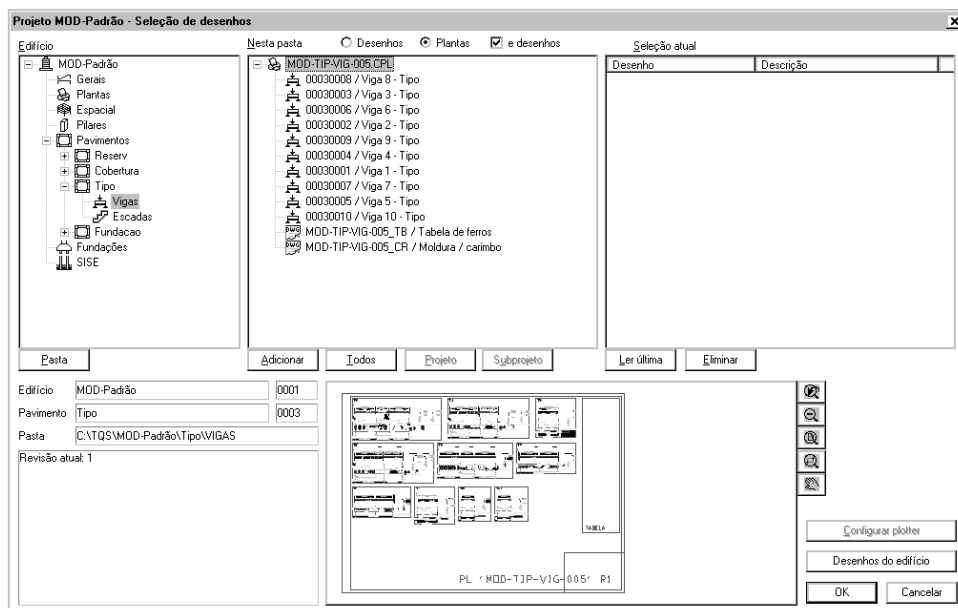 Projeto MOD-Padrão - Seleção de desenhos
Edifício
MOD-Padrão
Gerais
Plantas
Espacial
Pilares
Pavimentos
Reserv
Cobertura
Tipo
Vigas
Escadas
Fundacao
Fundações
SISE
Pasta
Nesta pasta Desenhos Plantas e desenhos
MOD-TIP-VIG-005.CPL
00030008 / Viga 8 - Tipo
00030003 / Viga 3 - Tipo
00030006 / Viga 6 - Tipo
00030002 / Viga 2 - Tipo
00030009 / Viga 9 - Tipo
00030004 / Viga 4 - Tipo
00030001 / Viga 1 - Tipo
00030007 / Viga 7 - Tipo
00030005 / Viga 5 - Tipo
00030010 / Viga 10 - Tipo
DWG MOD-TIP-VIG-005_TB / Tabela de ferros
DWG MOD-TIP-VIG-005_CR / Moldura / carimbo
Adicionar Todos Projeto Subprojeto
Seleção atual
Desenho Descrição
Ler última Eliminar
Edifício MOD-Padrão 0001
Pavimento Tipo 0003
Pasta C:\TQS\MOD-Padrão\Tipo\VIGAS
Revisão atual: 1
TABELA
PL 'MOD-TIP-VIG-005' R1
Configurar plotter
Desenhos do edifício
OK Cancelar